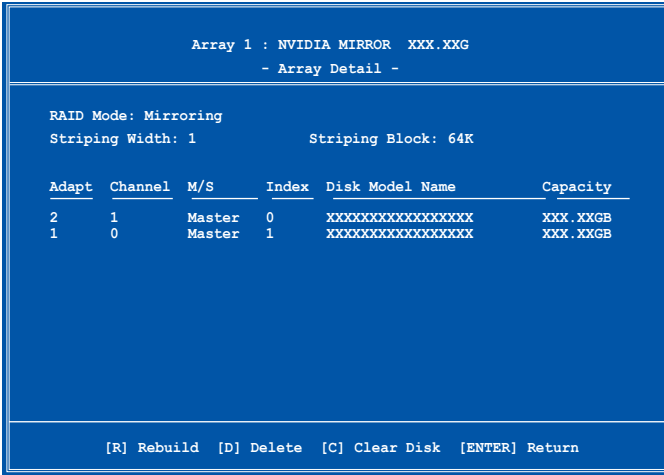 Array 1 : NVIDIA MIRROR XXX.XXG
- Array Detail -
RAID Mode: Mirroring
Striping Width: 1 Striping Block: 64K
Adapt Channel M/S Index Disk Model Name Capacity
2 1 Master 0 XXXXXXXXXXXXXXXXX XXX.XXGB
1 0 Master 1 XXXXXXXXXXXXXXXXX XXX.XXGB
[R] Rebuild [D] Delete [C] Clear Disk [ENTER] Return